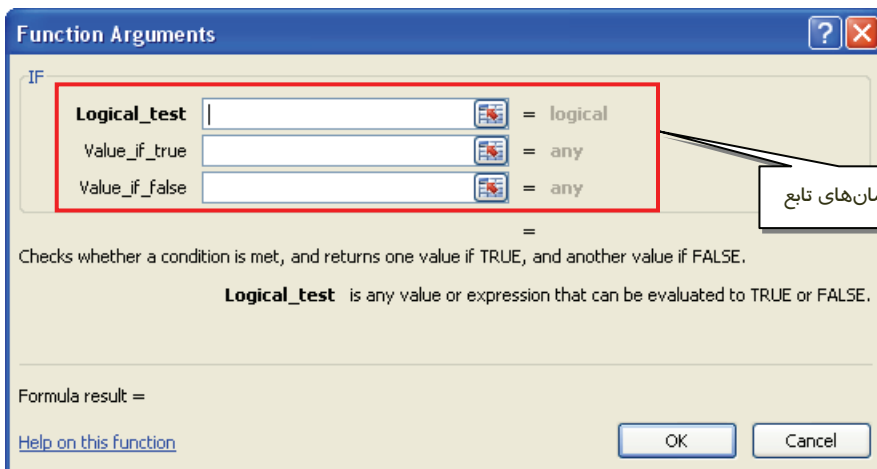 Function Arguments
IF
Logical_test = logical
Value_if_true = any
Value_if_false = any
تابع
=
Checks whether a condition is met, and returns one value if TRUE, and another value if FALSE.
Logical_test is any value or expression that can be evaluated to TRUE or FALSE.
Formula result =
Help on this function
OK
Cancel